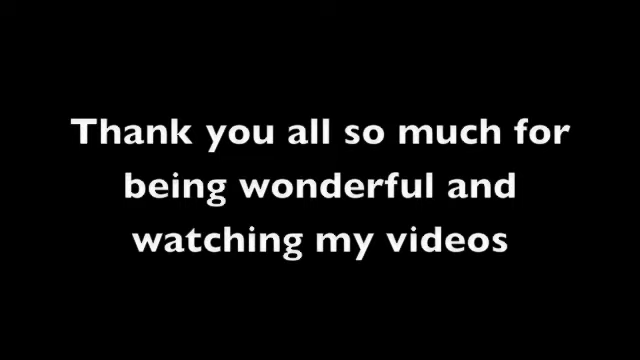 Thank you all so much for
being wonderful and
watching my videos